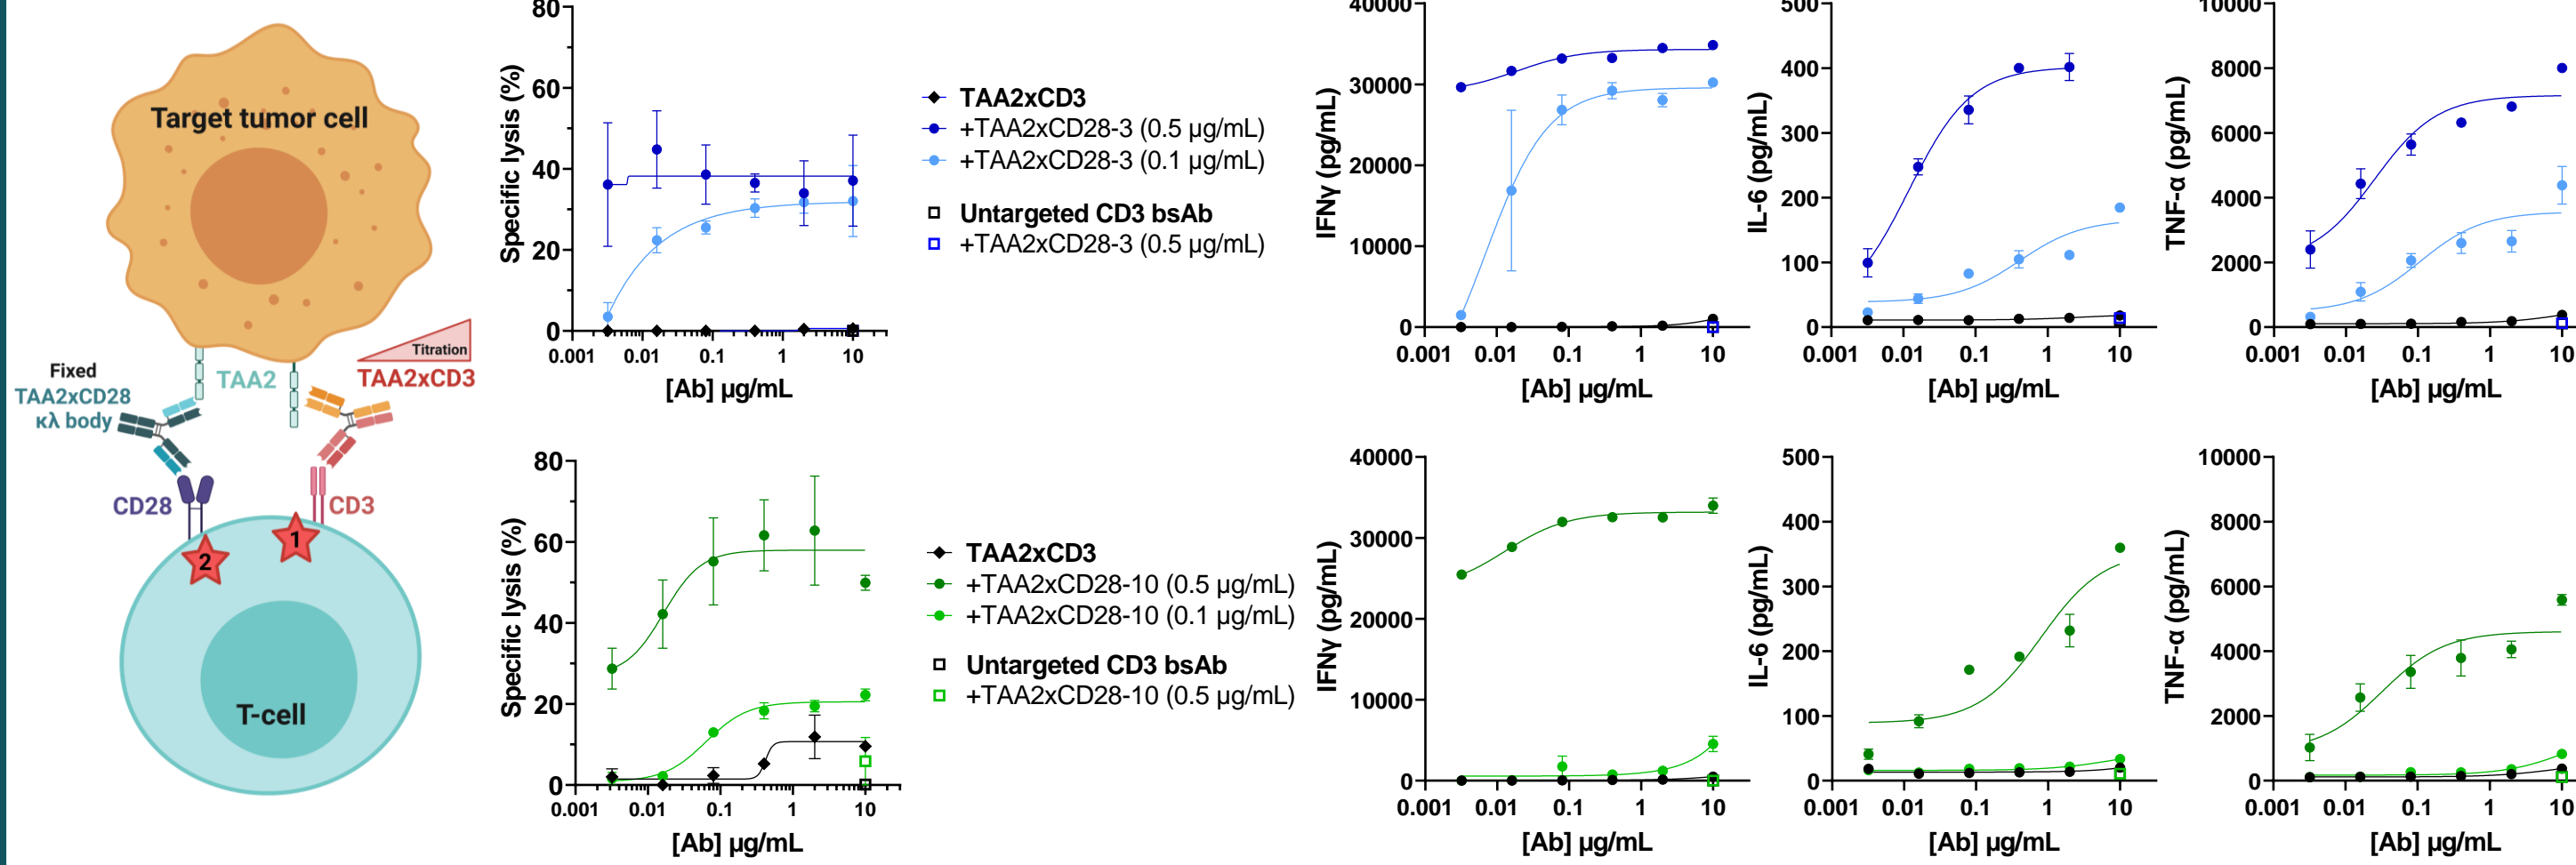 Target tumor cell
Titration
Fixed
TAA2xCD28
κλ body
TAA2
TAA2xCD3
CD28
CD3
1
2
T-cell
80
60
40
20
0
Specific lysis (%)
0.001 0.01 0.1 1 10
[Ab] µg/mL
TAA2xCD3
+TAA2xCD28-3 (0.5 µg/mL)
+TAA2xCD28-3 (0.1 µg/mL)
Untargeted CD3 bsAb
+TAA2xCD28-3 (0.5 µg/mL)
40000
30000
20000
10000
0
IFNγ (pg/mL)
0.001 0.01 0.1 1 10
[Ab] µg/mL
500
400
300
200
100
0
IL-6 (pg/mL)
0.001 0.01 0.1 1 10
[Ab] µg/mL
10000
8000
6000
4000
2000
0
TNF-α (pg/mL)
0.001 0.01 0.1 1 10
[Ab] µg/mL
80
60
40
20
0
Specific lysis (%)
0.001 0.01 0.1 1 10
[Ab] µg/mL
TAA2xCD3
+TAA2xCD28-10 (0.5 µg/mL)
+TAA2xCD28-10 (0.1 µg/mL)
Untargeted CD3 bsAb
+TAA2xCD28-10 (0.5 µg/mL)
40000
30000
20000
10000
0
IFNγ (pg/mL)
0.001 0.01 0.1 1 10
[Ab] µg/mL
500
400
300
200
100
0
IL-6 (pg/mL)
0.001 0.01 0.1 1 10
[Ab] µg/mL
10000
8000
6000
4000
2000
0
TNF-α (pg/mL)
0.001 0.01 0.1 1 10
[Ab] µg/mL